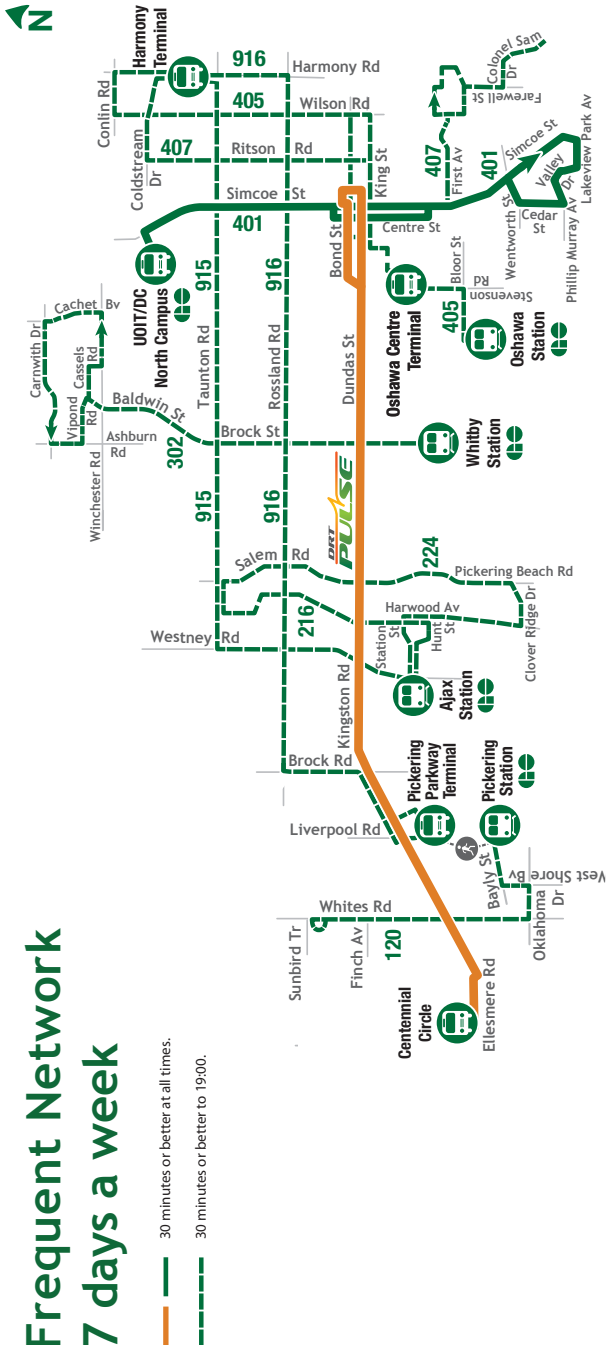 Frequent Network
7 days a week
30 minutes or better at all times.
30 minutes or better to 19:00.
N
Harmony
Terminal
916
Harmony Rd
Conlin Rd
405
Wilson Rd
Coldstream
Dr
407
Ritson Rd
Simcoe St
401
UOIT/DC
North Campus
915
916
Taunton Rd
Rossland Rd
Bond St
King St
Centre St
Dundas St
Colonel Sam
Dr
Farewell St
407
First Av
401
Simcoe St
Valley
Dr
Lakeview Park Av
Wentworth St
Cedar
St
Phillip Murray Av
Bloor St
Stevenson
Rd
405
Oshawa Centre
Terminal
Oshawa
Station
GO
Carnwith Dr
Cachet Bv
Cassels
Rd
Vipond
Rd
Baldwin St
Ashburn
Rd
Winchester Rd
302
Brock St
Whitby
Station
GO
915
916
DRT
PULSE
Salem Rd
224
Pickering Beach Rd
216
Harwood Av
Station
St
Hunt
St
Clover Ridge Dr
Westney Rd
Kingston Rd
Ajax
Station
GO
Brock Rd
Pickering
Parkway
Terminal
Pickering
Station
GO
Liverpool Rd
Bayly St
West Shore Bv
Oklahoma
Dr
Whites Rd
Sunbird Tr
Finch Av
120
Centennial
Circle
Ellesmere Rd
GO